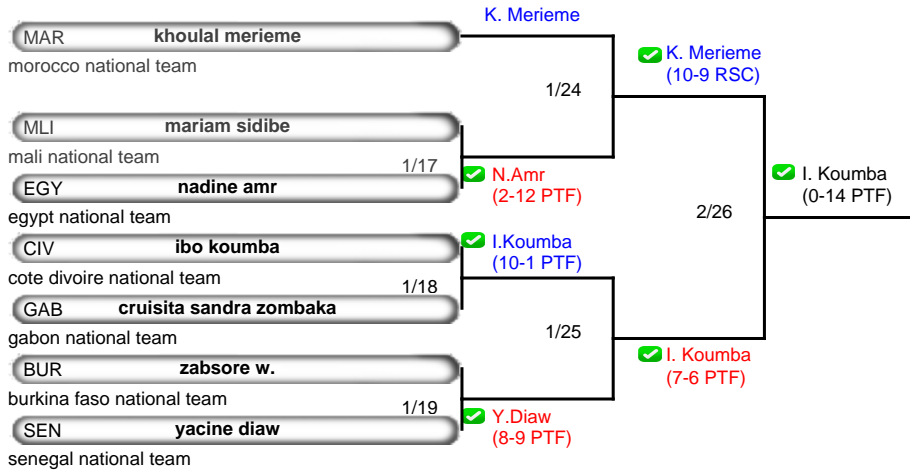 K. Merieme
MAR khoulal merieme
morocco national team
K. Merieme
(10-9 RSC)
1/24
MLI mariam sidibe
mali national team
1/17
EGY nadine amr
egypt national team
N.Amr
(2-12 PTF)
I. Koumba
(0-14 PTF)
2/26
CIV ibo koumba
cote divoire national team
I.Koumba
(10-1 PTF)
1/18
GAB cruisita sandra zombaka
gabon national team
1/25
I. Koumba
(7-6 PTF)
BUR zabsore w.
burkina faso national team
1/19
SEN yacine diaw
senegal national team
Y.Diaw
(8-9 PTF)